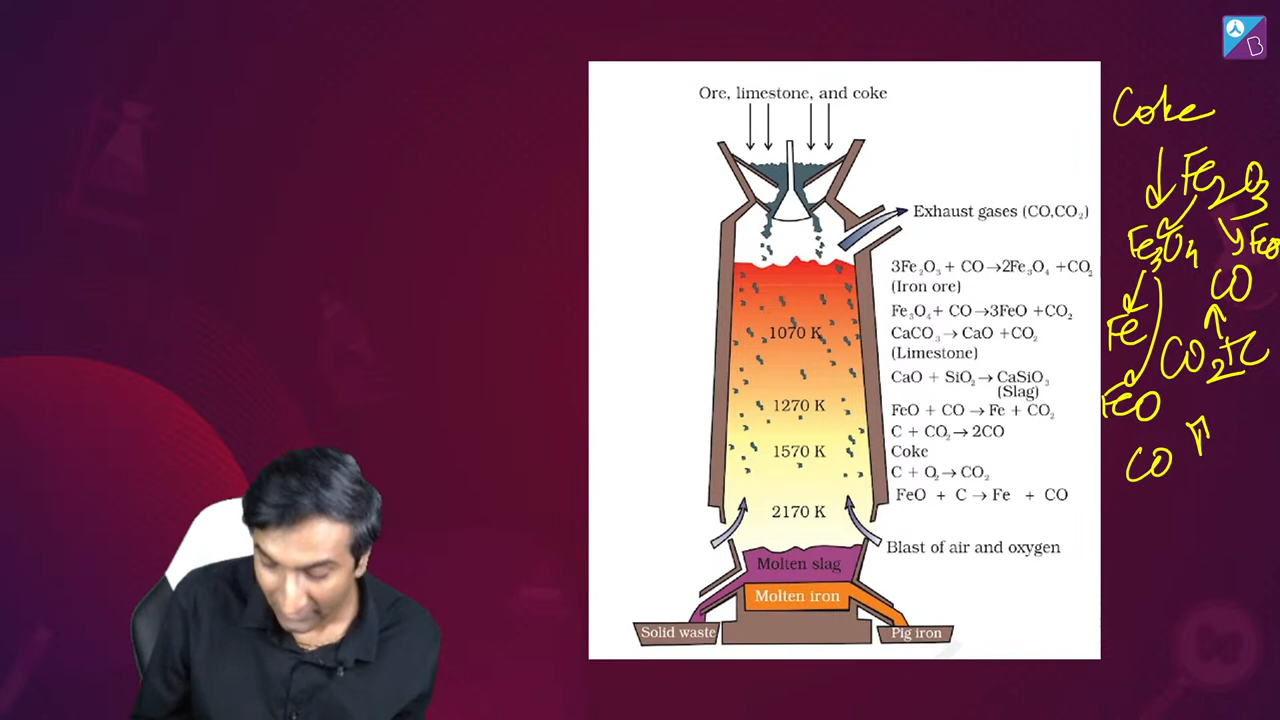 Ore, limestone, and coke
Exhaust gases (CO,CO₂)
3Fe₂O₃ + CO→2Fe₃O₄ +CO₂
(Iron ore)
Fe₃O₄+ CO→3FeO +CO₂
1070 K
CaCO₃→ CaO +CO₂
(Limestone)
CaO + SiO₂→ CaSiO₃
(Slag)
1270 K
FeO + CO → Fe + CO₂
C + CO₂→ 2CO
1570 K
Coke
C + O₂→ CO₂
FeO + C → Fe + CO
2170 K
Blast of air and oxygen
Molten slag
Molten iron
Solid waste
Pig iron
Coke
↓ Fe₂O₃
Fe₃O₄ ↘ FeO
CO
Fe
CO₂+C
FeO
CO
B